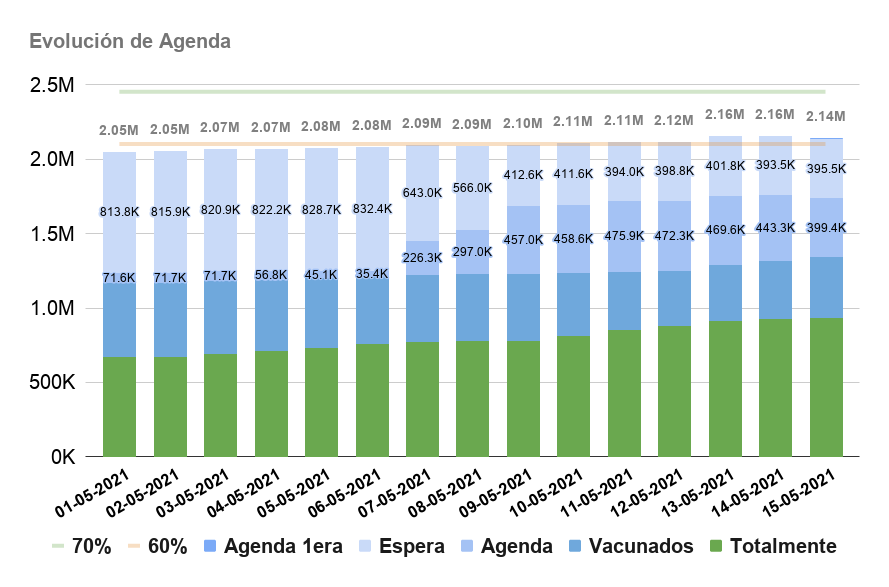 Evolución de Agenda
2.5M
2.05M 2.05M 2.07M 2.07M 2.08M 2.08M 2.09M 2.09M 2.10M 2.11M 2.11M 2.12M 2.16M 2.16M 2.14M
2.0M
813.8K 815.9K 820.9K 822.2K 828.7K 832.4K 643.0K 566.0K 412.6K 411.6K 394.0K 398.8K 401.8K 393.5K 395.5K
1.5M
71.6K 71.7K 71.7K 56.8K 45.1K 35.4K 226.3K 297.0K 457.0K 458.6K 475.9K 472.3K 469.6K 443.3K 399.4K
1.0M
500K
0K
01-05-2021 02-05-2021 03-05-2021 04-05-2021 05-05-2021 06-05-2021 07-05-2021 08-05-2021 09-05-2021 10-05-2021 11-05-2021 12-05-2021 13-05-2021 14-05-2021 15-05-2021
70% 60% Agenda 1era Espera Agenda Vacunados Totalmente